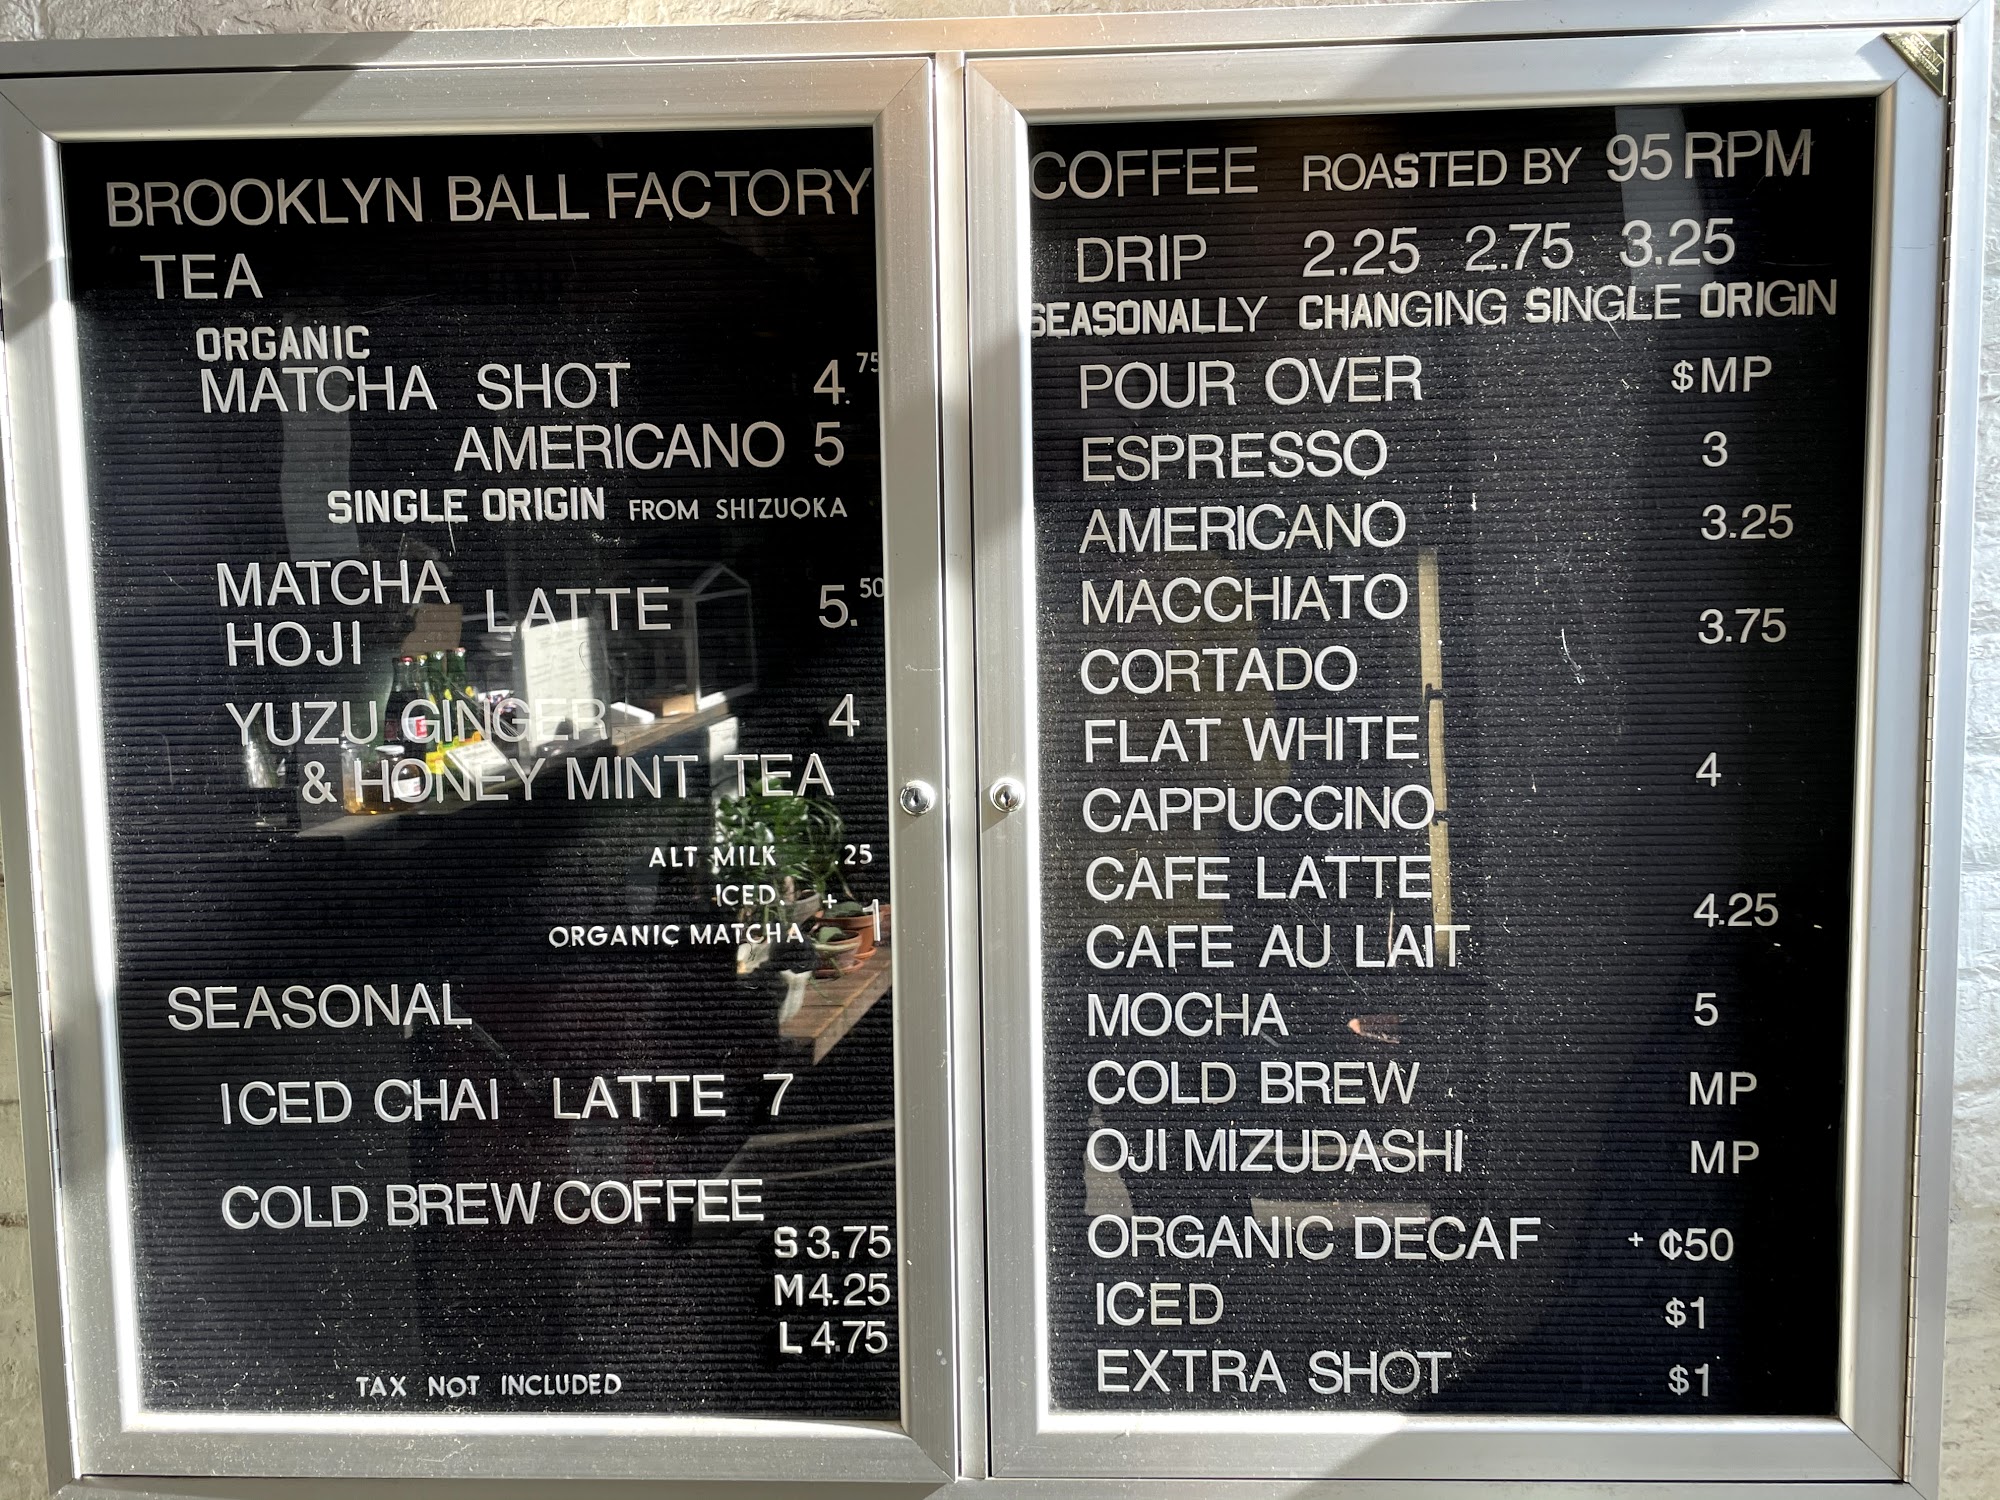 BROOKLYN BALL FACTORY
TEA
ORGANIC
MATCHA SHOT 4.75
AMERICANO 5
SINGLE ORIGIN FROM SHIZUOKA
MATCHA
LATTE 5.50
HOJI
YUZU GINGER 4
& HONEY MINT TEA
ALT MILK .25
ICED. + 1
ORGANIC MATCHA
SEASONAL
ICED CHAI LATTE 7
COLD BREW COFFEE
S 3.75
M 4.25
L 4.75
TAX NOT INCLUDED
COFFEE ROASTED BY 95 RPM
DRIP 2.25 2.75 3.25
SEASONALLY CHANGING SINGLE ORIGIN
POUR OVER $MP
ESPRESSO 3
AMERICANO 3.25
MACCHIATO
3.75
CORTADO
FLAT WHITE
4
CAPPUCCINO
CAFE LATTE
4.25
CAFE AU LAIT
MOCHA 5
COLD BREW MP
OJI MIZUDASHI MP
ORGANIC DECAF + ¢50
ICED $1
EXTRA SHOT $1